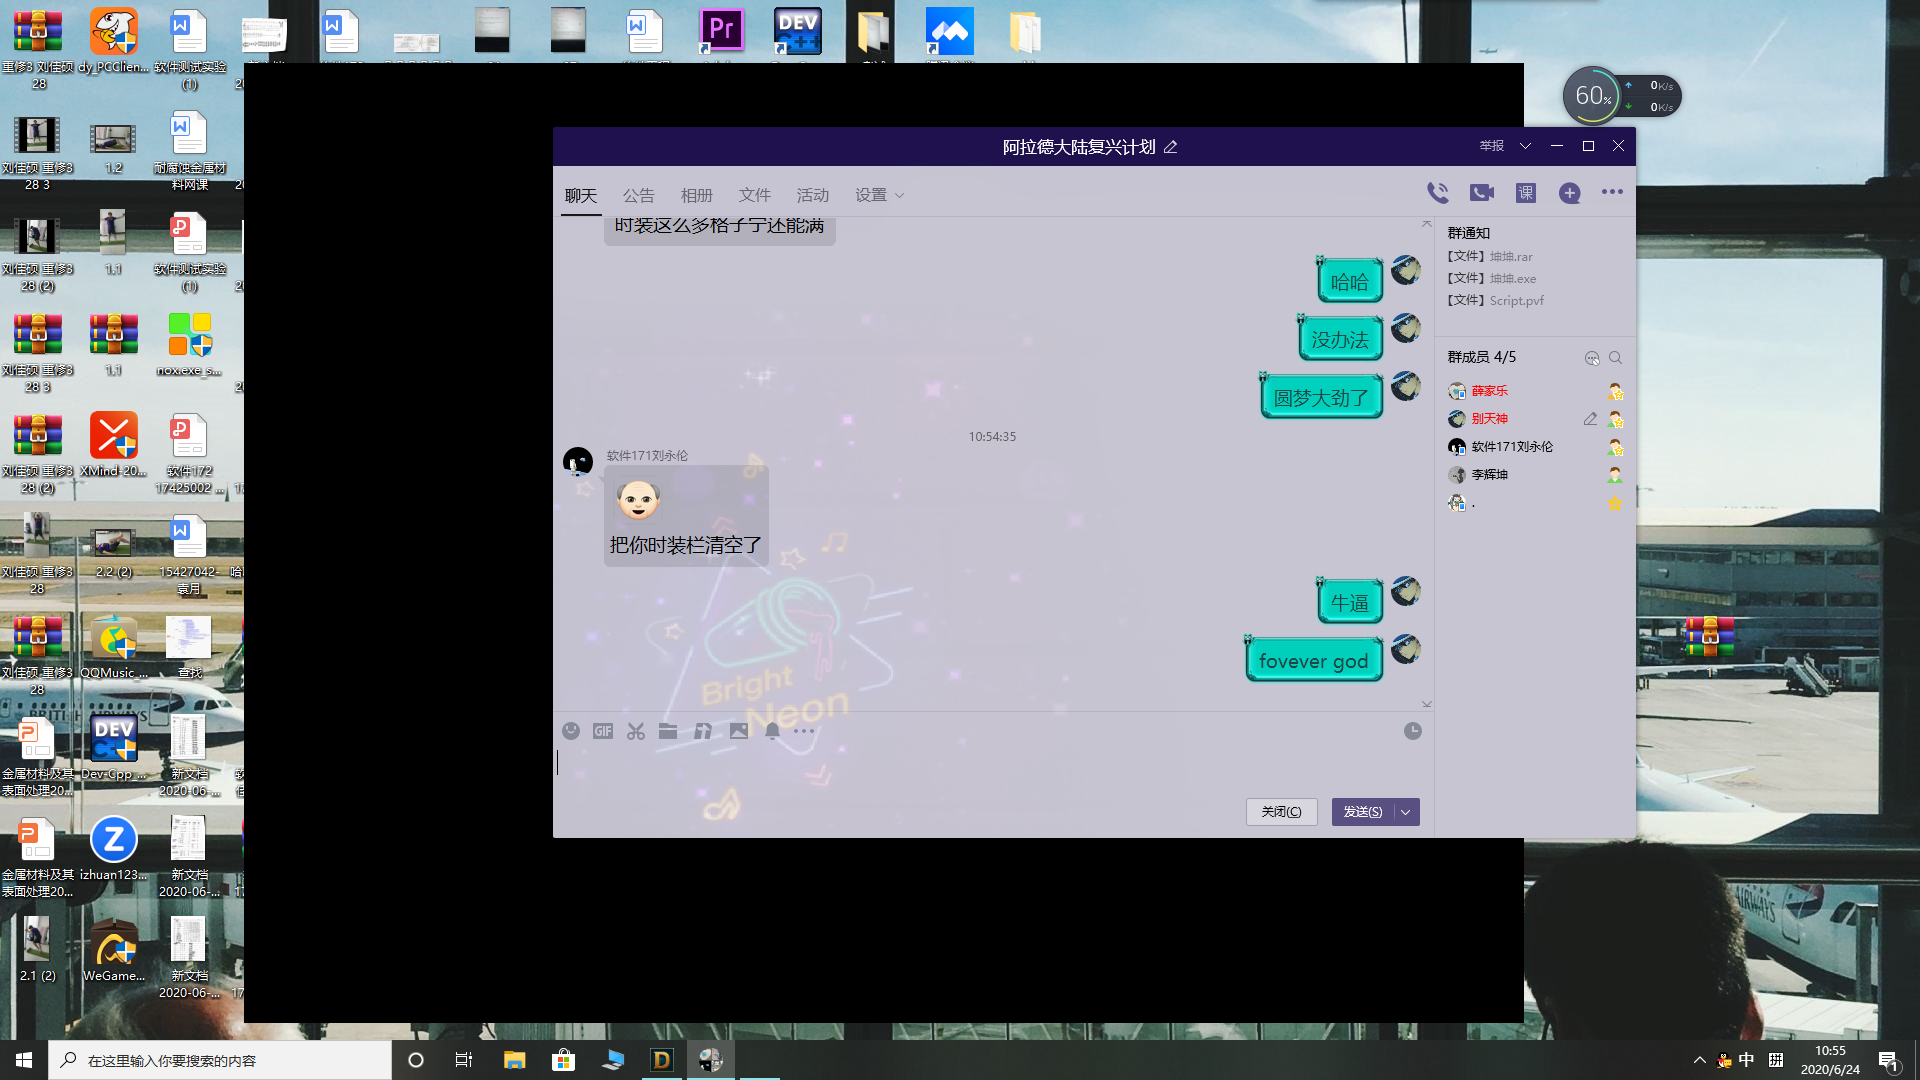 重修3 刘佳硕
28
dy_PCClien...
软件测试实验
(1)
Pr
DEV
C++
刘佳硕 重修3
28 3
1.2
耐腐蚀金属材
料网课
刘佳硕 重修3
28 (2)
1.1
软件测试实验
(1)
刘佳硕 重修3
28 3
1.1
nox.exe_s...
刘佳硕 重修3
28 (2)
XMind-20...
软件172
17425002 ...
刘佳硕 重修3
28
2.2 (2)
15427042-
袁月
刘佳硕 重修3
28
QQMusic_...
查找
金属材料及其
表面处理20...
Dev-Cpp_...
新文档
2020-06-...
金属材料及其
表面处理20...
izhuan123...
新文档
2020-06-...
2.1 (2)
WeGame...
新文档
2020-06-...
60%
0K/s
0K/s
1
阿拉德大陆复兴计划
举报
聊天
公告
相册
文件
活动
设置
课
时装这么多格子宁还能满
哈哈
没办法
圆梦大劲了
10:54:35
软件171刘永伦
把你时装栏清空了
牛逼
fovever god
Bright
Neon
GIF
关闭(C)
发送(S)
群通知
【文件】坤坤.rar
【文件】坤坤.exe
【文件】Script.pvf
群成员 4/5
薛家乐
别天神
软件171刘永伦
李辉坤
.
在这里输入你要搜索的内容
中
拼
10:55
2020/6/24
1